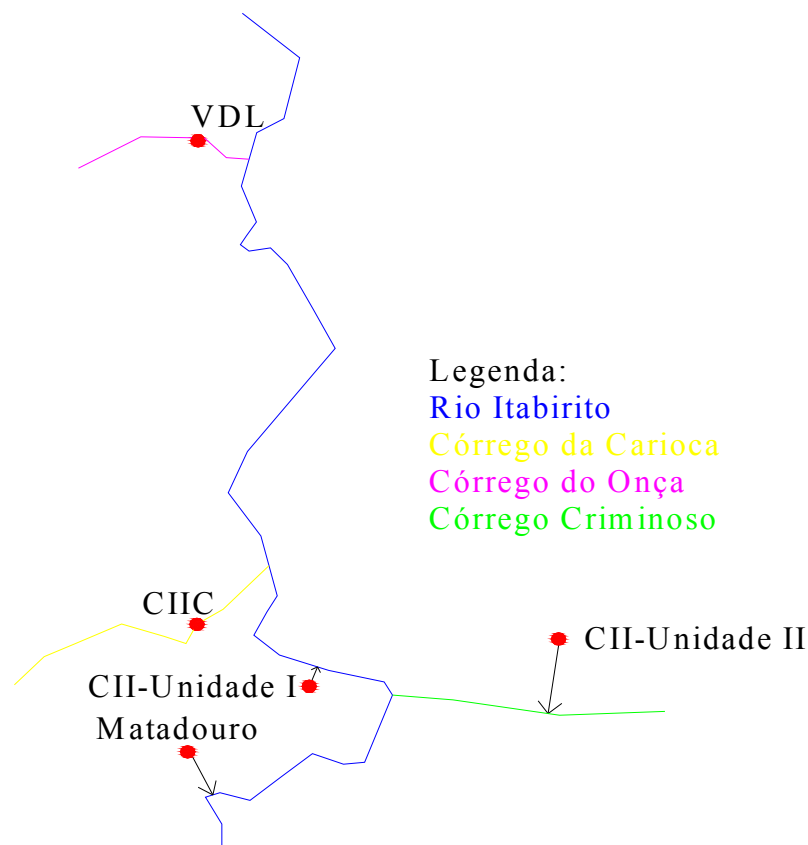 VDL
Legenda:
Rio Itabirito
Córrego da Carioca
Córrego do Onça
Córrego Criminoso
CIIC
CII-Unidade II
CII-Unidade I
Matadouro